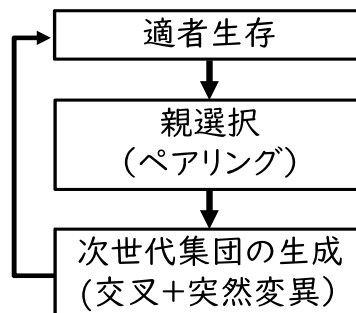 適者生存
親選択
(ペアリング)
次世代集団の生成
(交叉+突然変異)